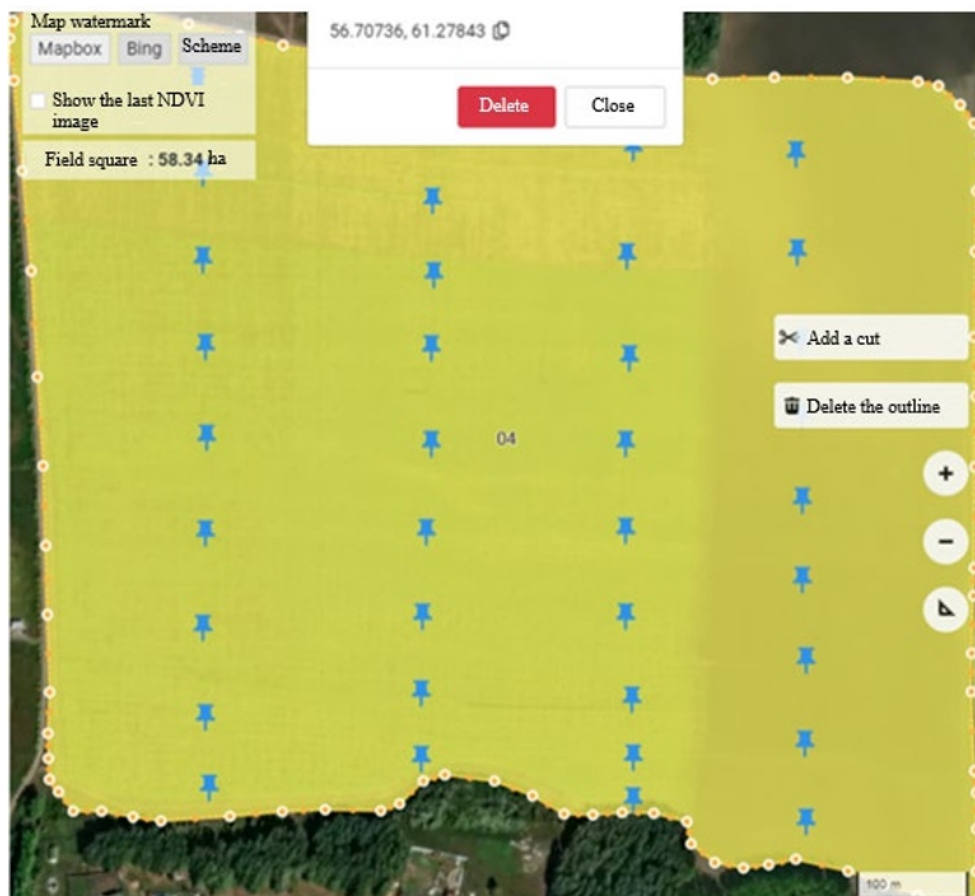 Map watermark
Mapbox Bing Scheme
Show the last NDVI
image
Field square : 58.34 ha
56.70736, 61.27843
Delete Close
Add a cut
Delete the outline
04
100 m